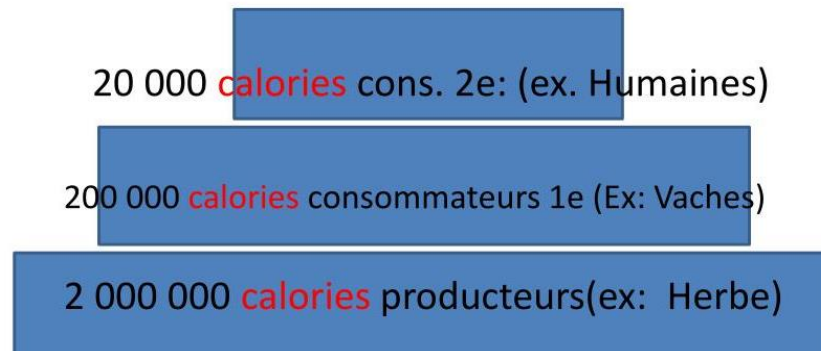 20 000 calories cons. 2e: (ex. Humaines)
200 000 calories consommateurs 1e (Ex: Vaches)
2 000 000 calories producteurs(ex: Herbe)